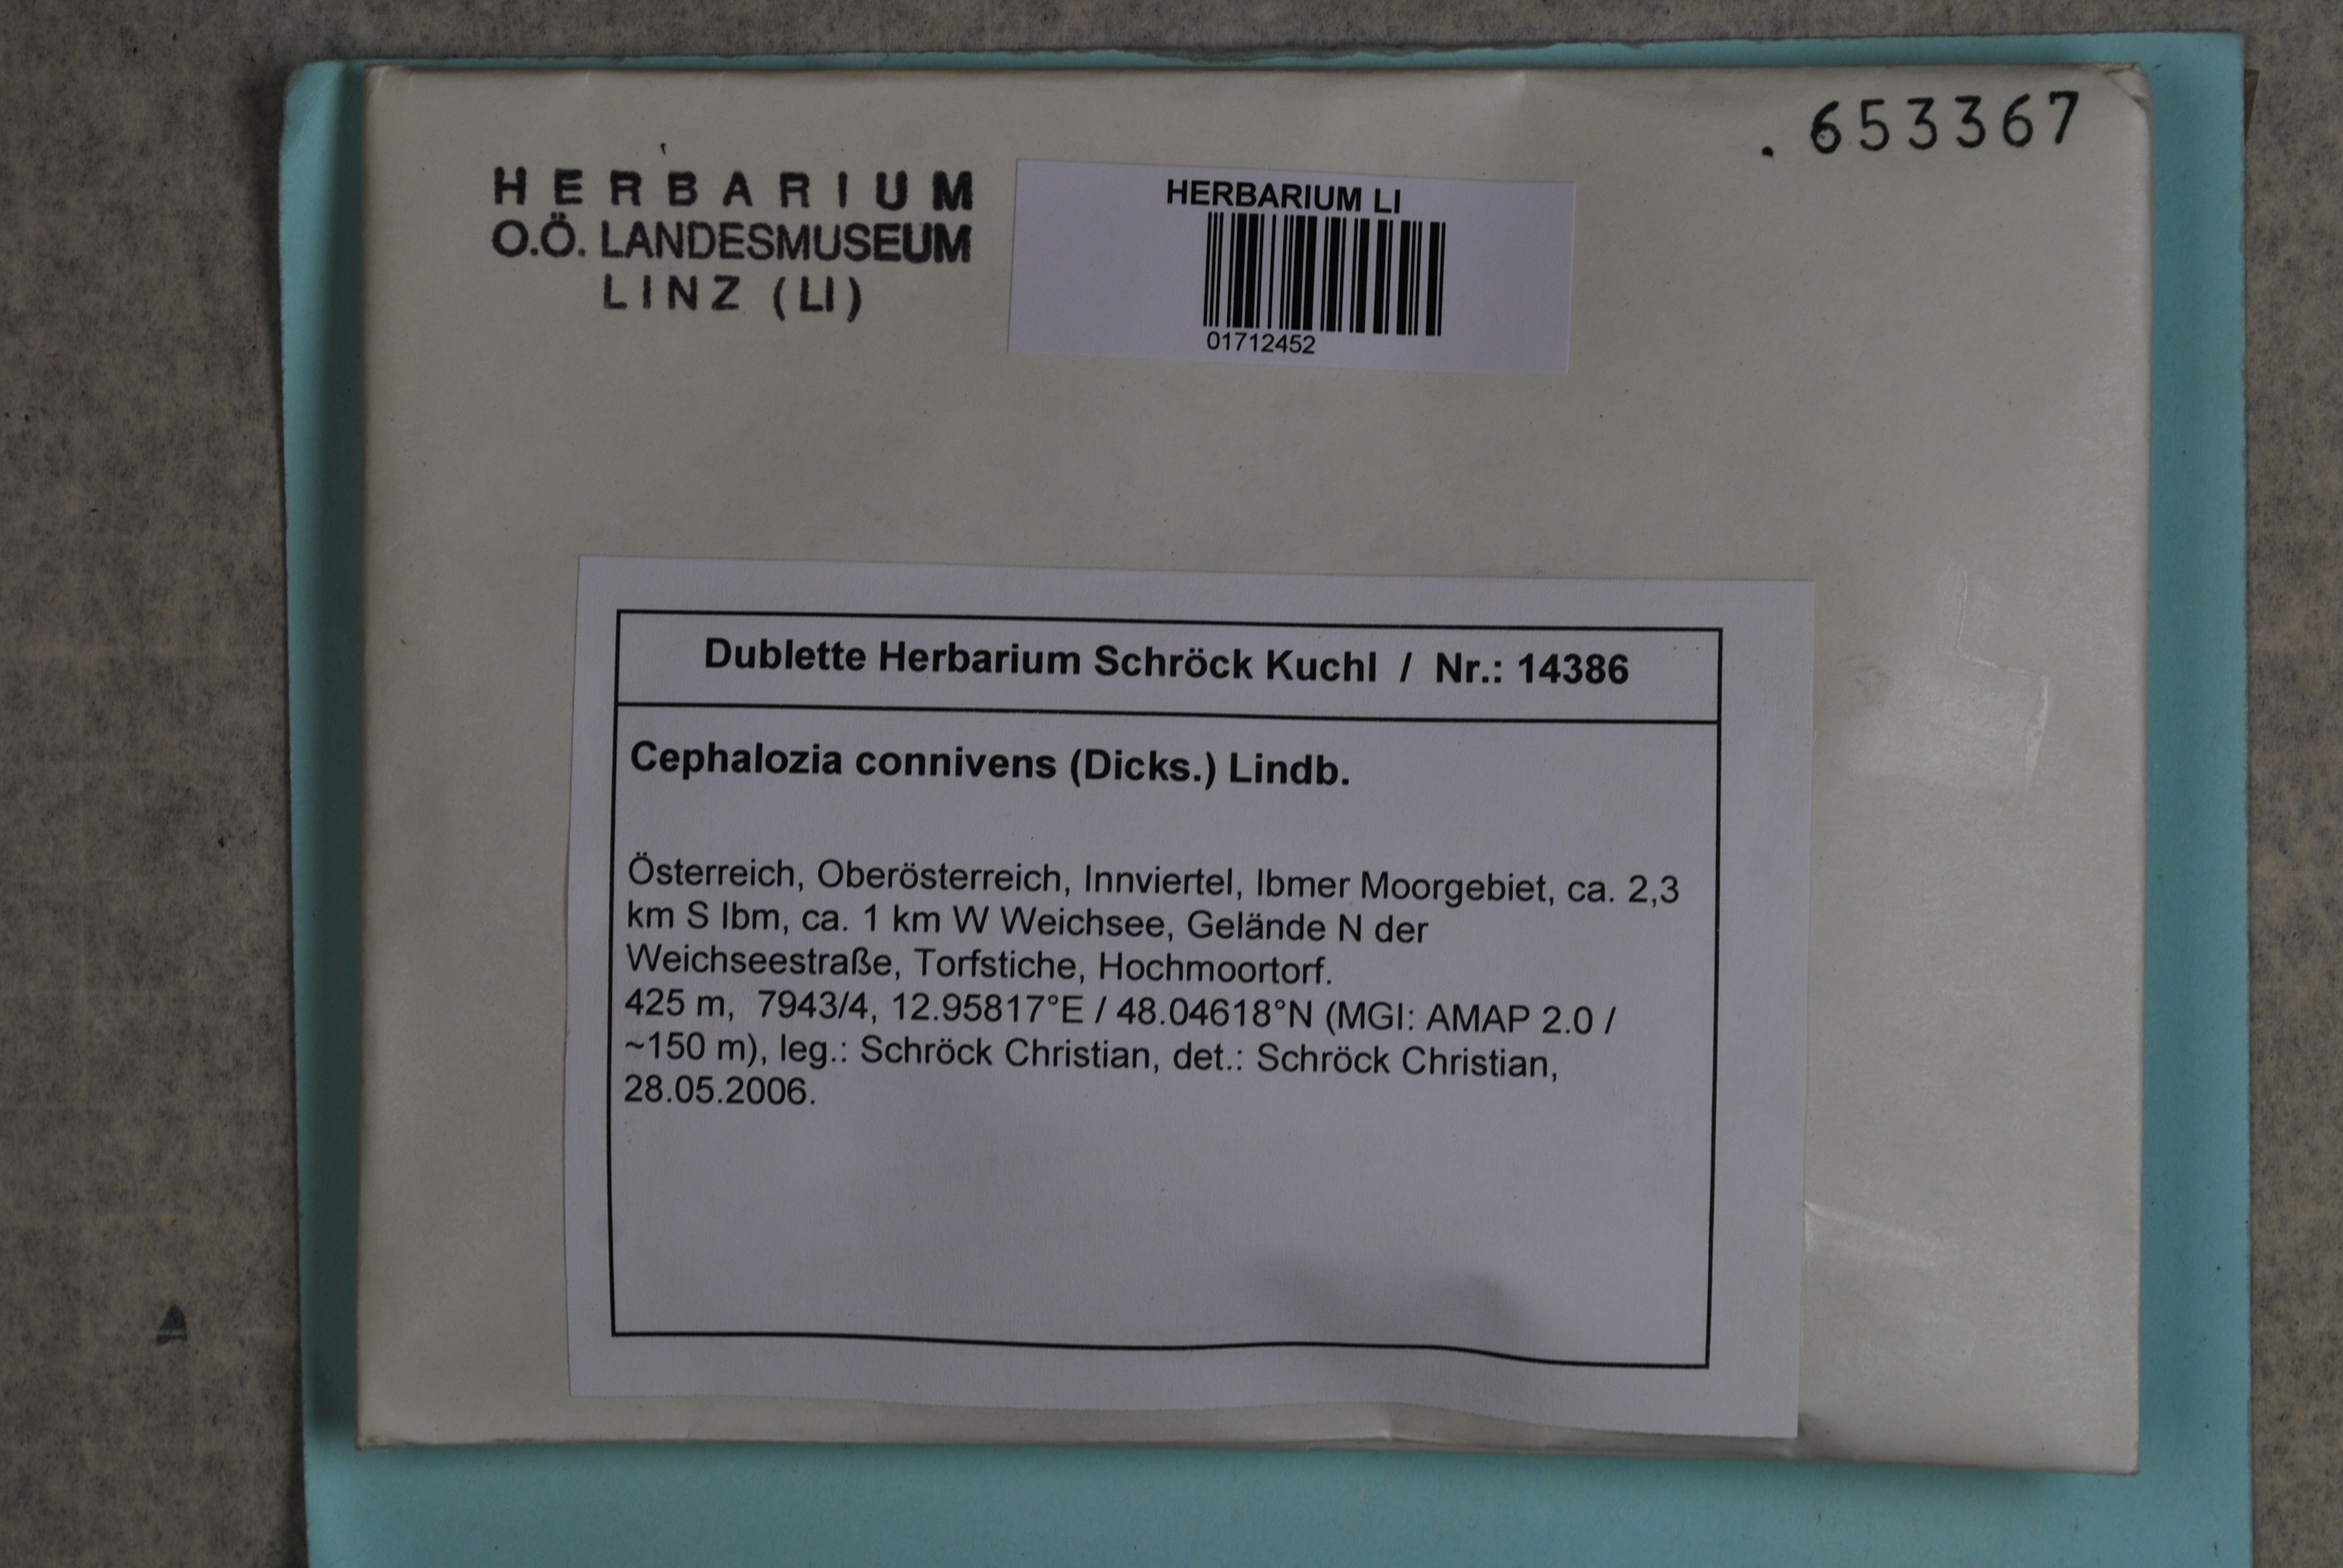 . 653367
HERBARIUM
O.Ö. LANDESMUSEUM
LINZ (LI)
HERBARIUM LI
01712452
Dublette Herbarium Schröck Kuchl / Nr.: 14386
Cephalozia connivens (Dicks.) Lindb.
Österreich, Oberösterreich, Innviertel, Ibmer Moorgebiet, ca. 2,3
km S Ibm, ca. 1 km W Weichsee, Gelände N der
Weichseestraße, Torfstiche, Hochmoortorf.
425 m, 7943/4, 12.95817°E / 48.04618°N (MGI: AMAP 2.0 /
~150 m), leg.: Schröck Christian, det.: Schröck Christian,
28.05.2006.